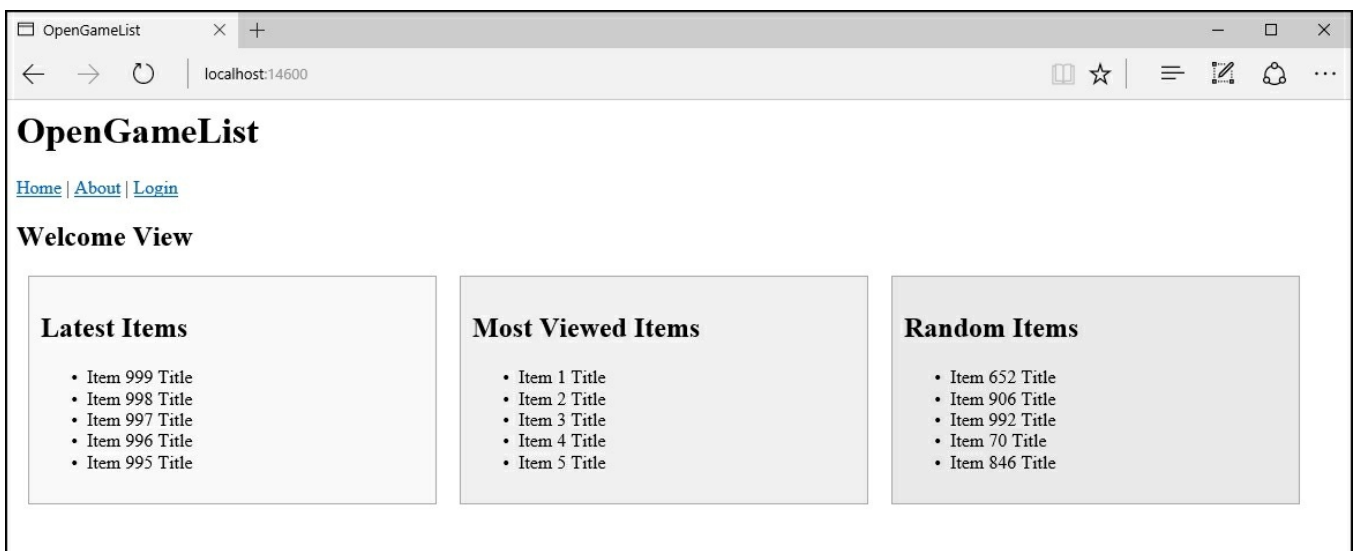 OpenGameList
localhost:14600
OpenGameList
Home | About | Login
Welcome View
Latest Items
• Item 999 Title
• Item 998 Title
• Item 997 Title
• Item 996 Title
• Item 995 Title
Most Viewed Items
• Item 1 Title
• Item 2 Title
• Item 3 Title
• Item 4 Title
• Item 5 Title
Random Items
• Item 652 Title
• Item 906 Title
• Item 992 Title
• Item 70 Title
• Item 846 Title